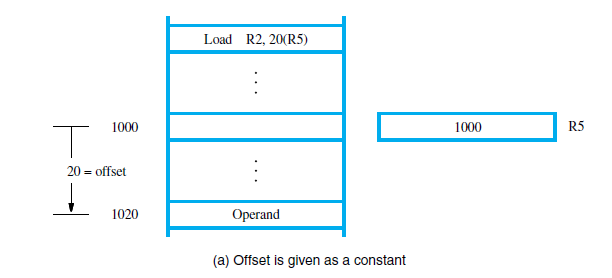 Load R2, 20(R5)
1000
1000
R5
20 = offset
1020
Operand
(a) Offset is given as a constant